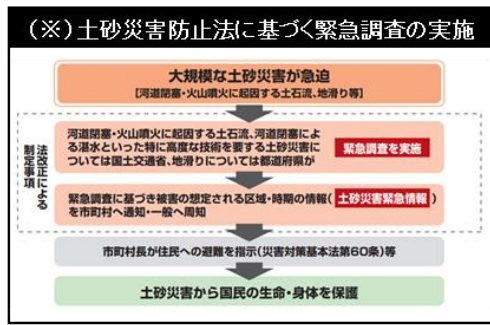 (※)土砂災害防止法に基づく緊急調査の実施
大規模な土砂災害が急迫
[河道閉塞・火山噴火に起因する土石流、地滑り等]
法改正による
制定事項
河道閉塞・火山噴火に起因する土石流、河道閉塞によ
る湛水といった特に高度な技術を要する土砂災害に
ついては国土交通省、地滑りについては都道府県が
緊急調査を実施
緊急調査に基づき被害の想定される区域・時期の情報(土砂災害緊急情報)
を市町村へ通知・一般へ周知
市町村長が住民への避難を指示(災害対策基本法第60条)等
土砂災害から国民の生命・身体を保護